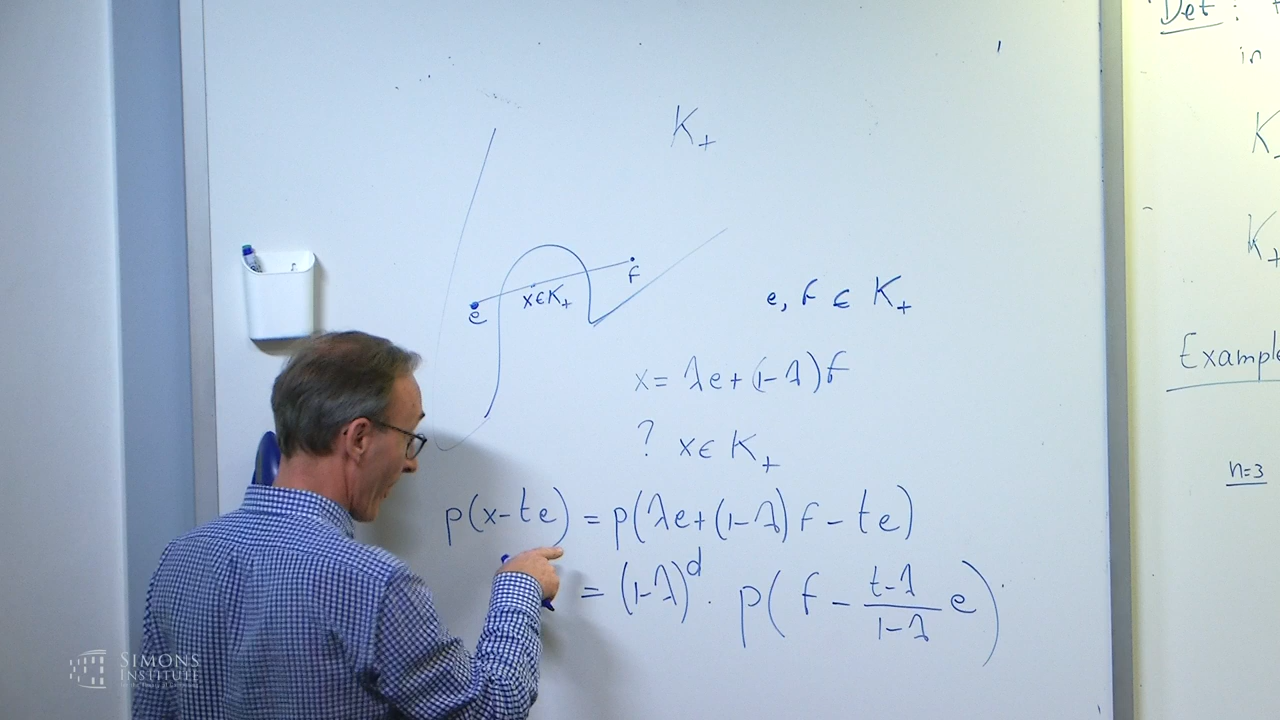 K₊
e
x∈K₊
f
e, f ∈ K₊
x = λe+(1-λ)f
? x∈ K₊
p(x-te) = p(λe+(1-λ) f - te)
= (1-λ)^d · p( f - (t-λ)/(1-λ) e )
Def :
in
K
K₊
Example
n=3
SIMONS
INSTITUTE